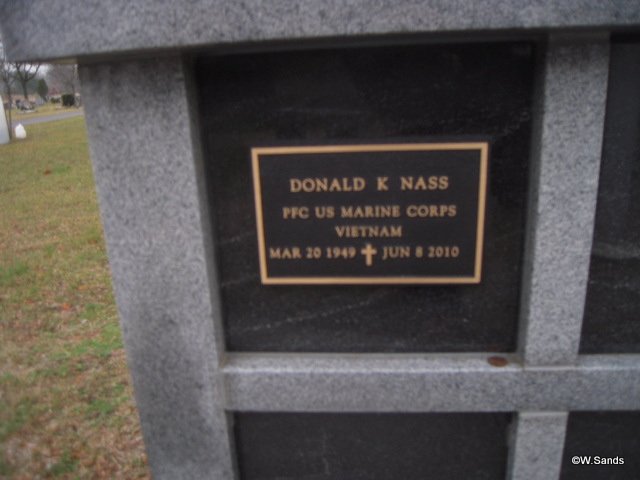 DONALD K NASS
PFC US MARINE CORPS
VIETNAM
MAR 20 1949 ✝ JUN 8 2010
©W.Sands